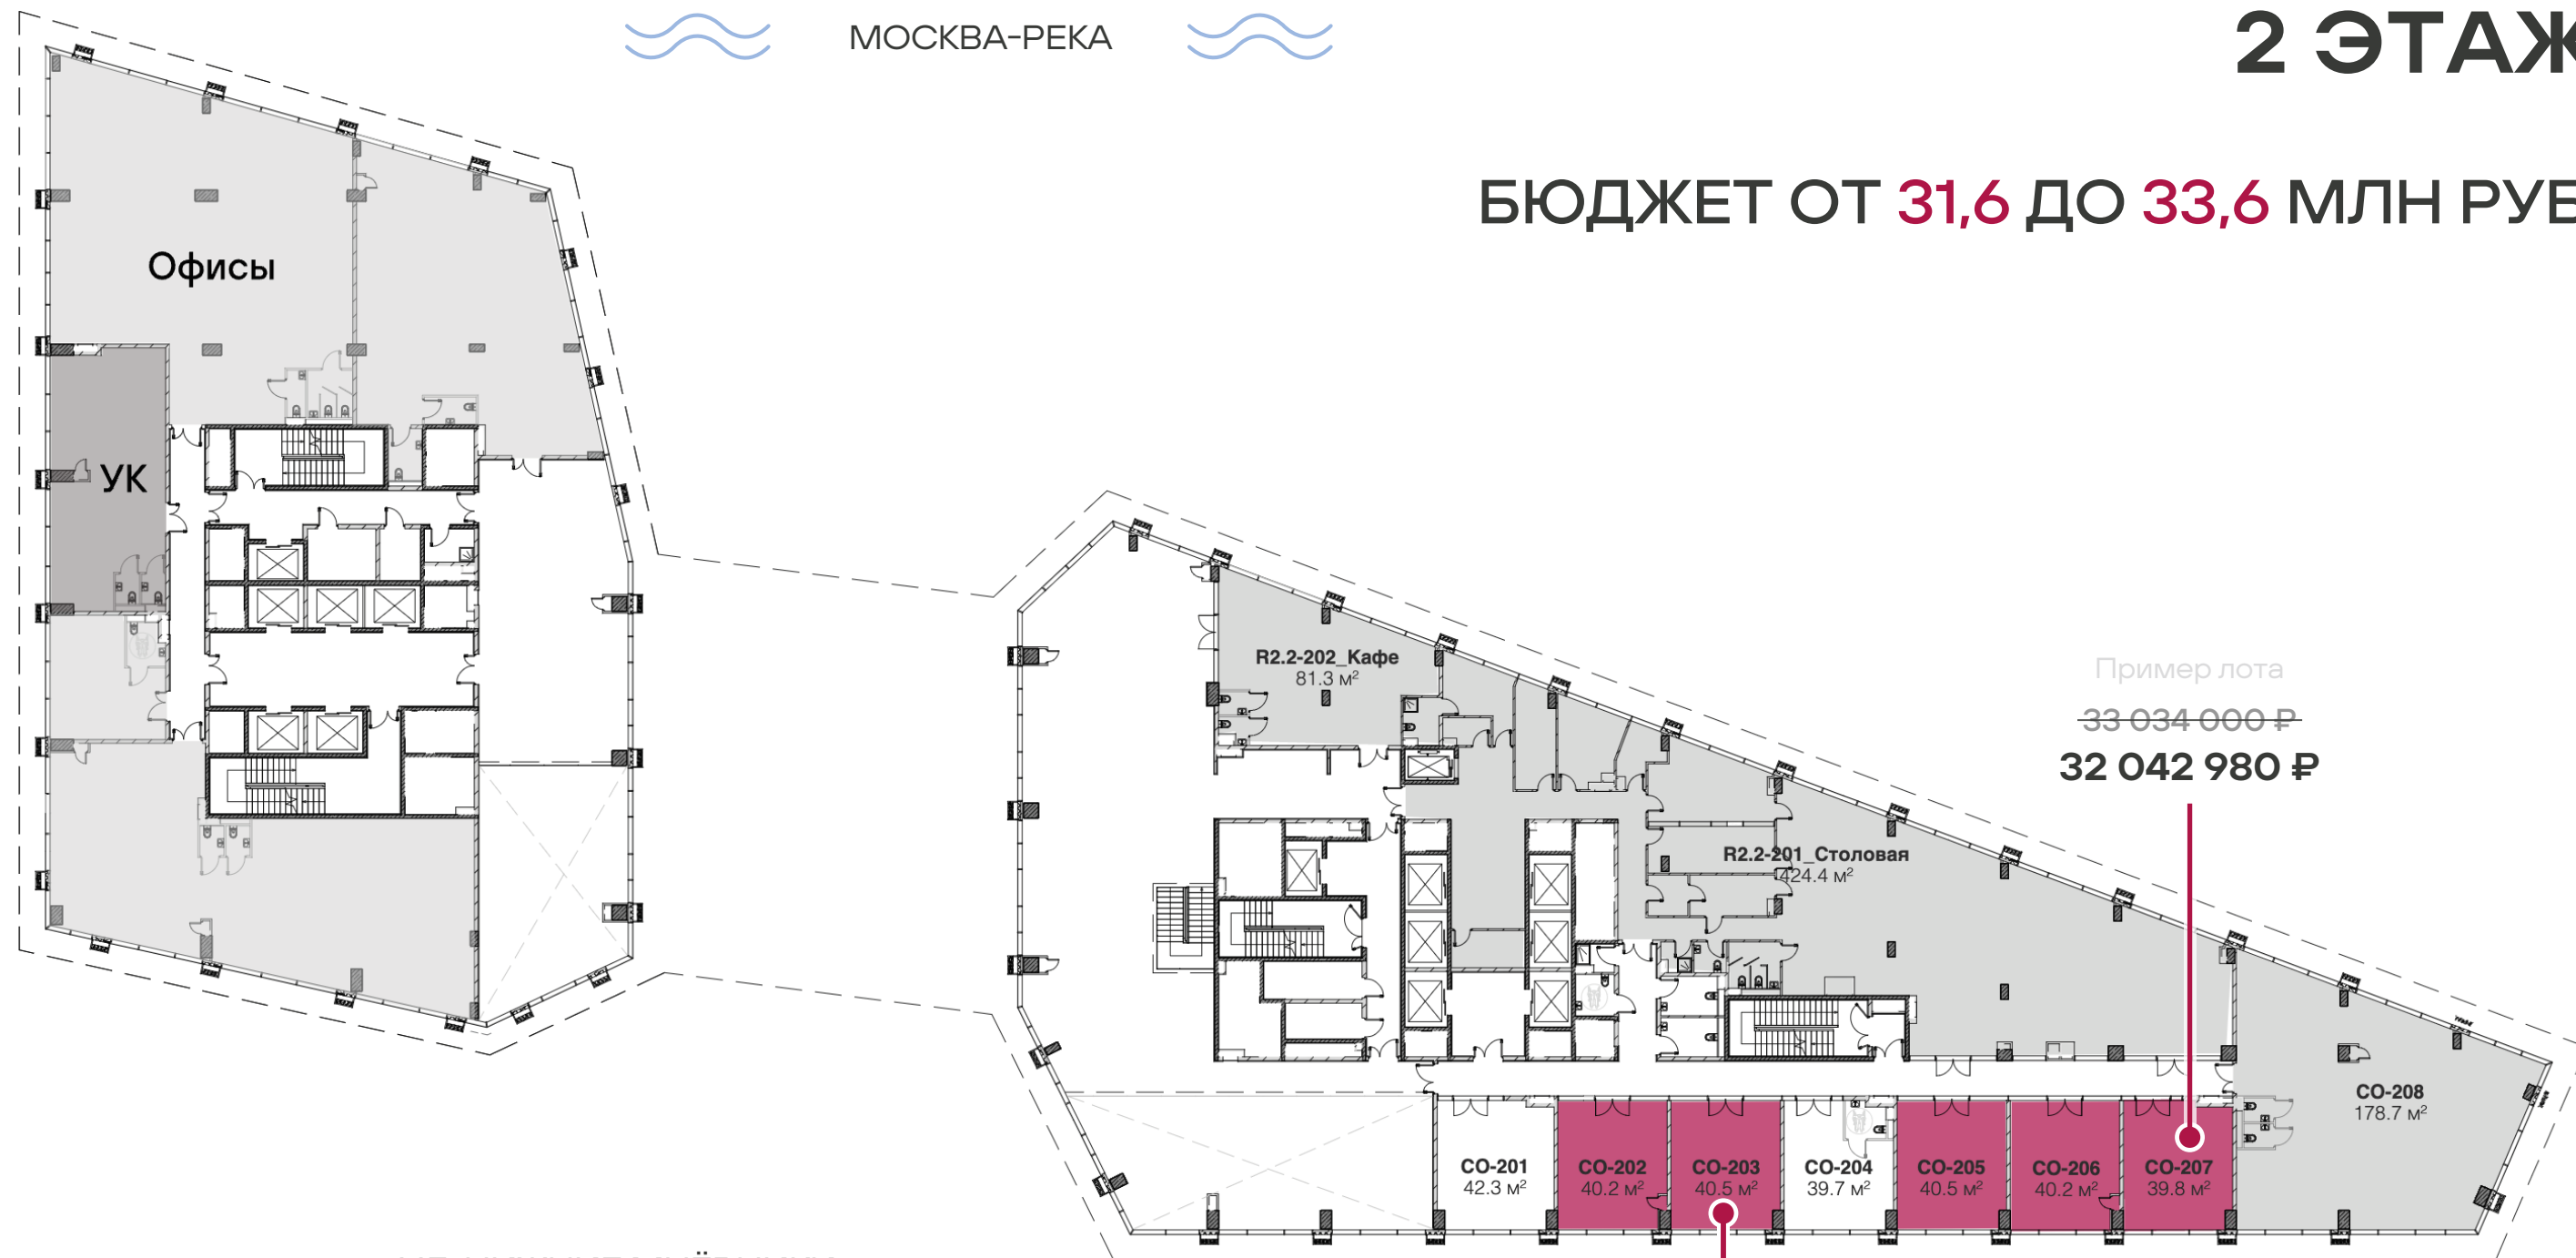 МОСКВА-РЕКА
2 ЭТАЖ
БЮДЖЕТ ОТ 31,6 ДО 33,6 МЛН РУБ
Офисы
УК
R2.2-202_Кафе
81.3 м²
Пример лота
33 034 000 ₽
32 042 980 ₽
R2.2-201_Столовая
424.4 м²
СО-208
178.7 м²
СО-201
42.3 м²
СО-202
40.2 м²
СО-203
40.5 м²
СО-204
39.7 м²
СО-205
40.5 м²
СО-206
40.2 м²
СО-207
39.8 м²